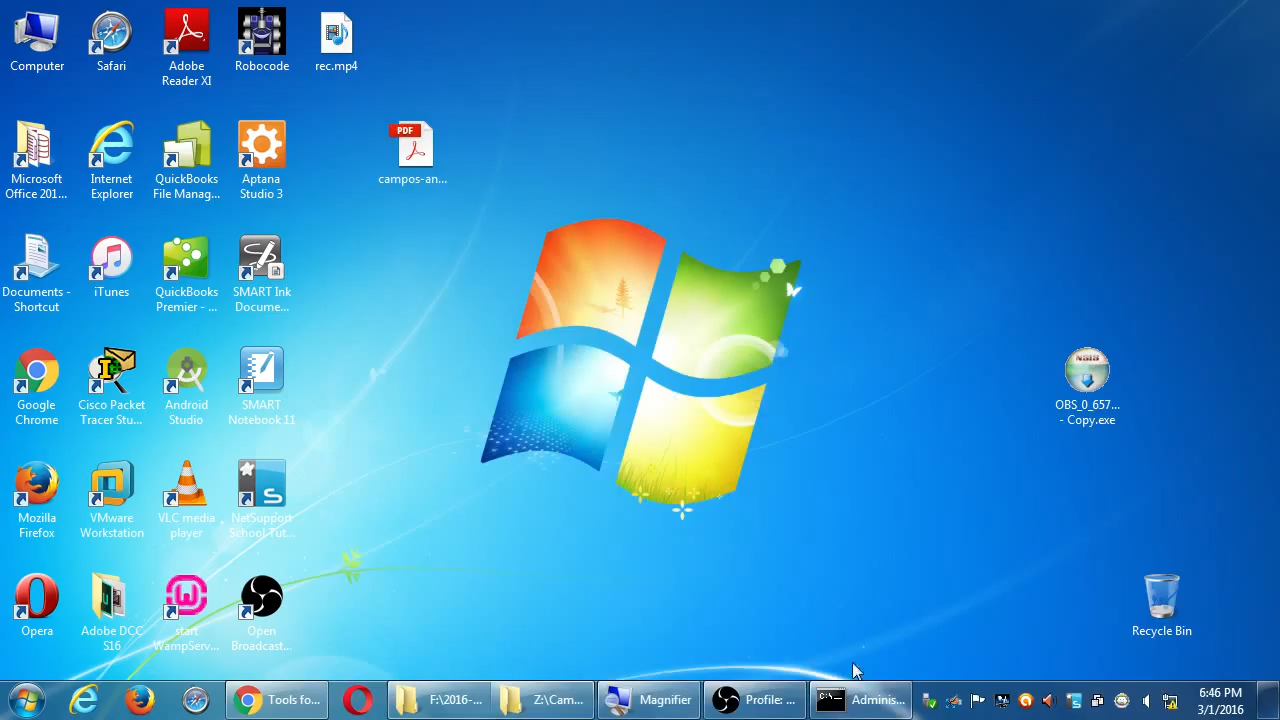 Computer
Safari
Adobe
Reader XI
Robocode
rec.mp4
PDF
campos-an...
Microsoft
Office 201...
Internet
Explorer
QuickBooks
File Manag...
Aptana
Studio 3
Documents -
Shortcut
iTunes
QuickBooks
Premier - ...
SMART Ink
Docume...
Google
Chrome
Cisco Packet
Tracer Stu...
Android
Studio
SMART
Notebook 11
OBS_0_657...
- Copy.exe
Mozilla
Firefox
VMware
Workstation
VLC media
player
NetSupport
School Tut...
Opera
Adobe DCC
S16
start
WampServ...
Open
Broadcast...
Recycle Bin
Tools fo...
F:\2016-...
Z:\Cam...
Magnifier
Profile: ...
C:\.
Adminis...
6:46 PM
3/1/2016